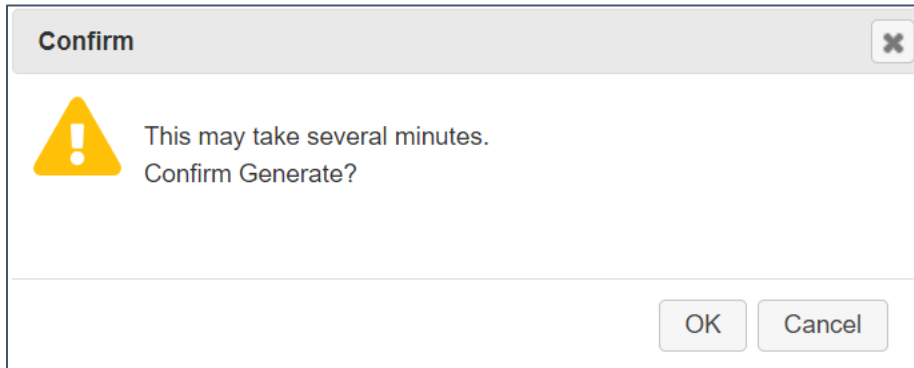 Confirm
This may take several minutes.
Confirm Generate?
OK
Cancel